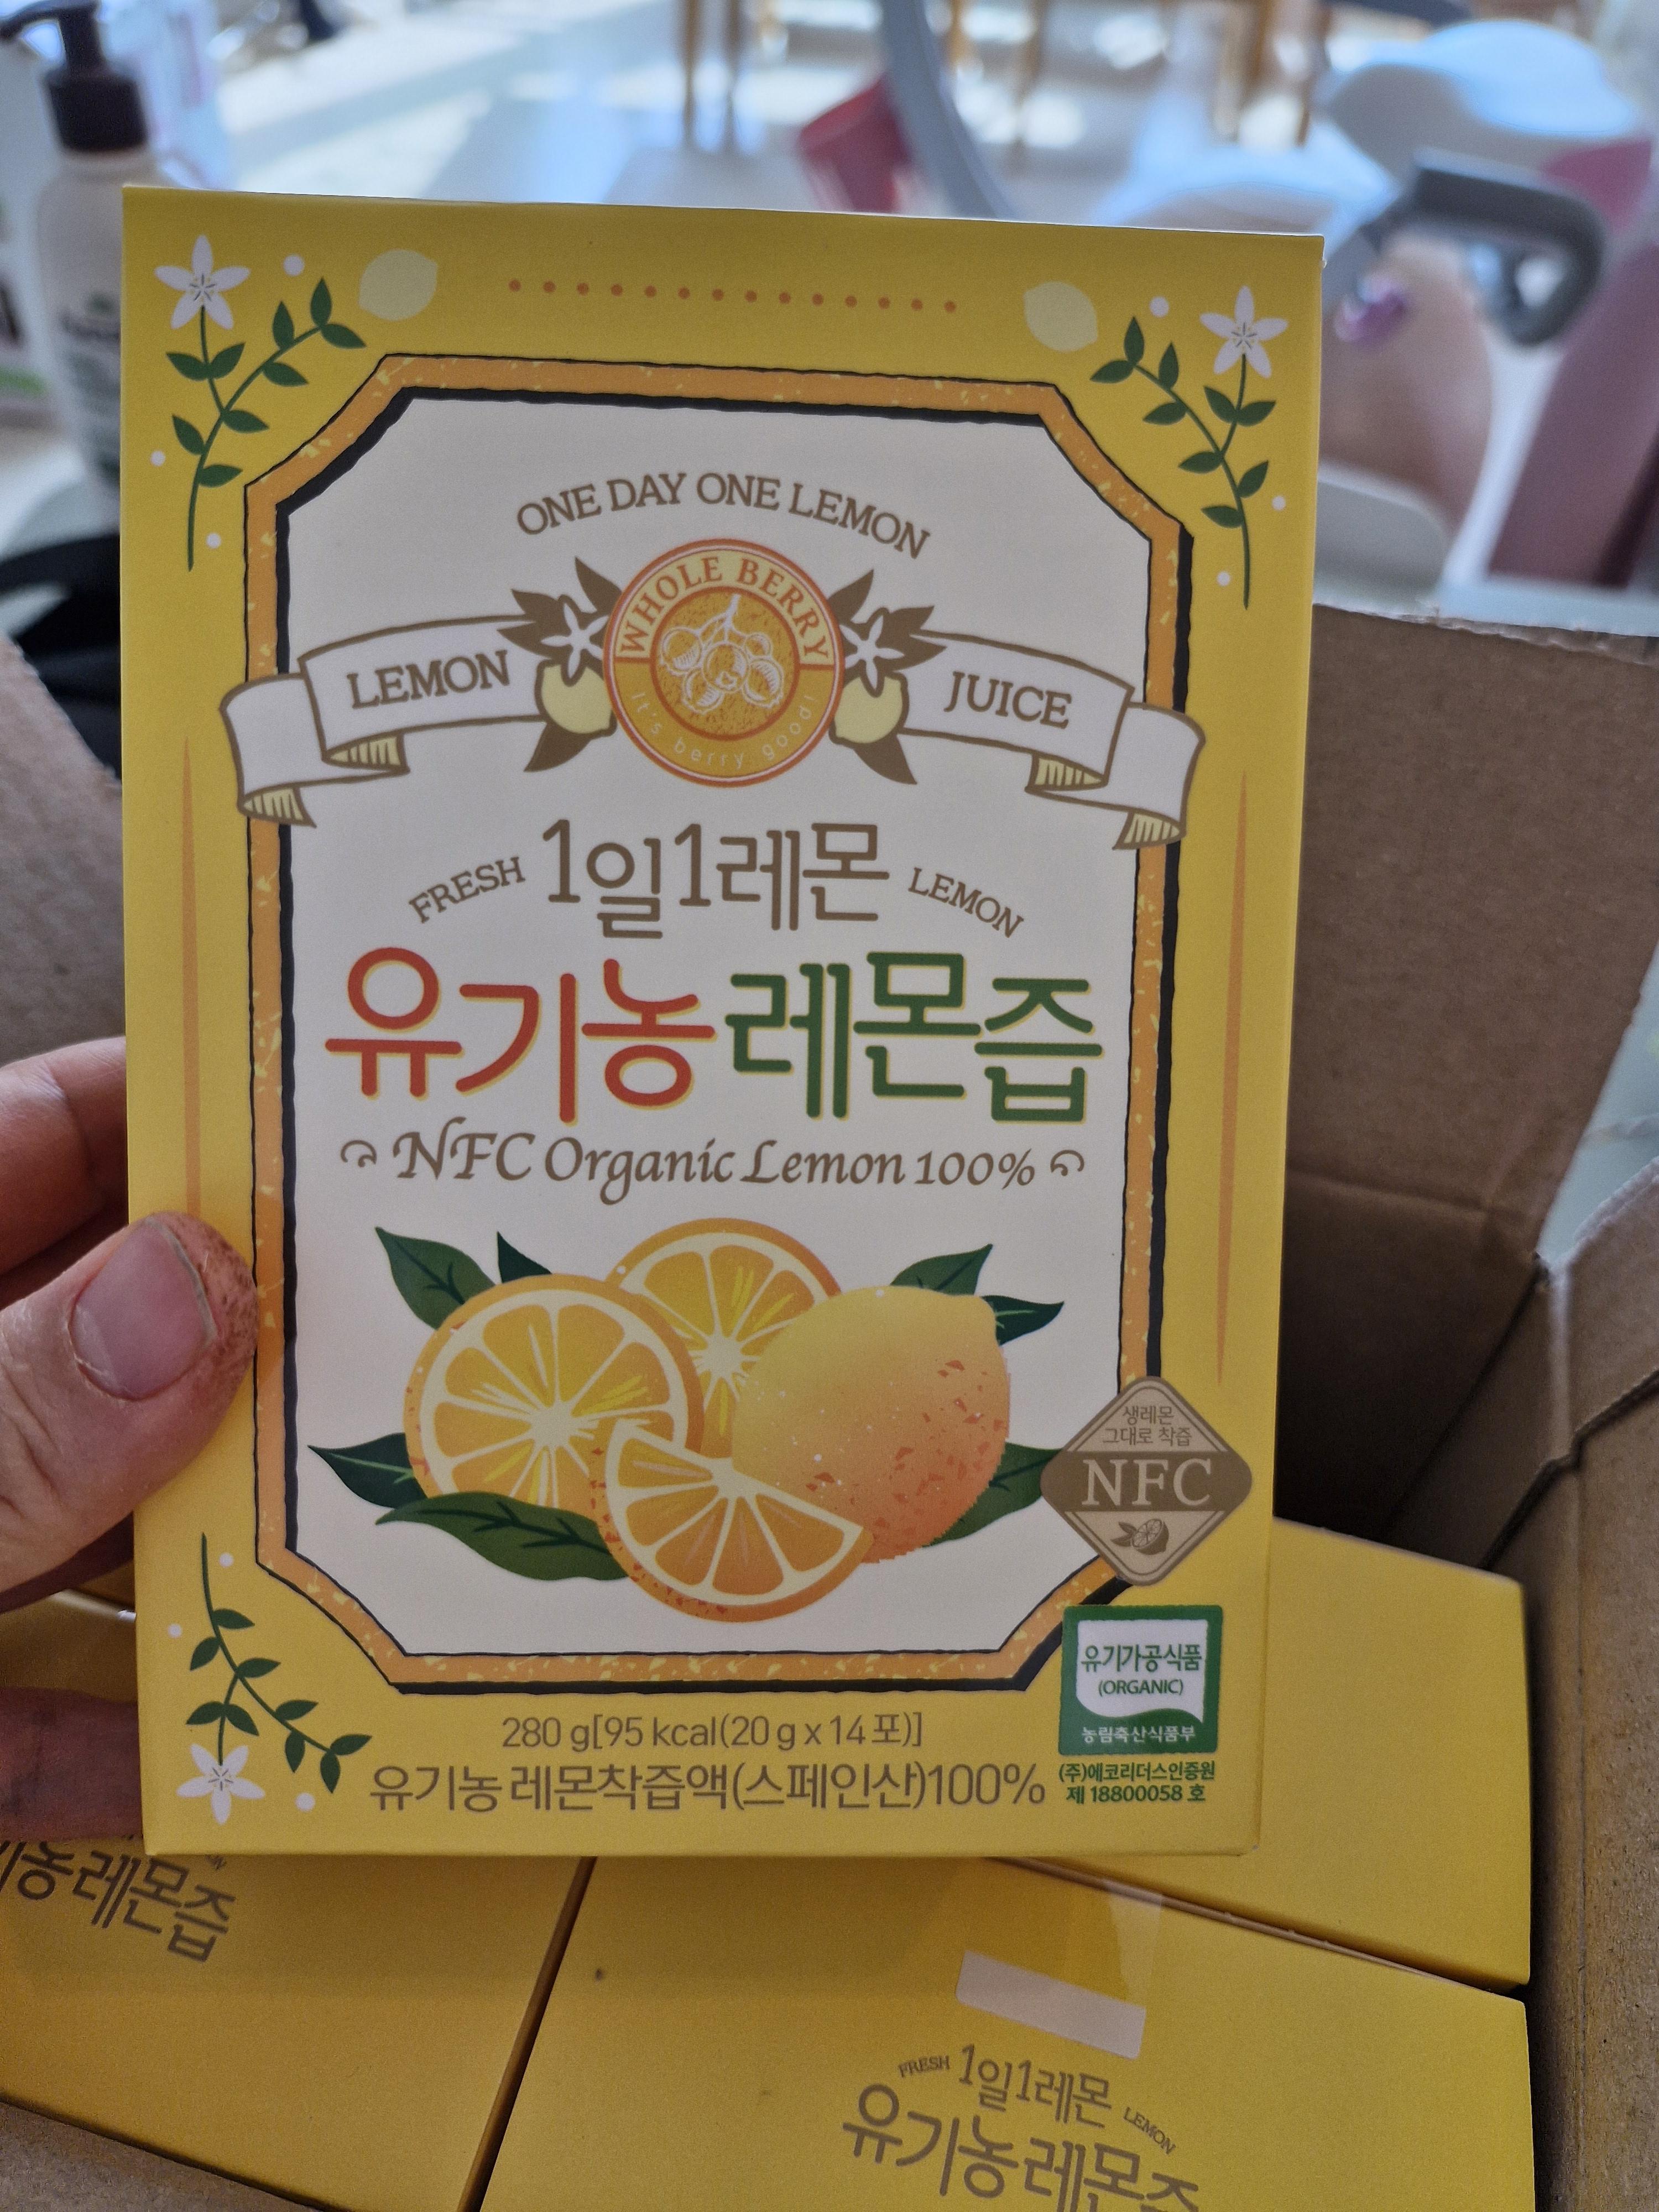 ONE DAY ONE LEMON
WHOLE BERRY
It's berry good!
LEMON JUICE
FRESH 1일1레몬 LEMON
유기농레몬즙
NFC Organic Lemon 100%
생레몬
그대로 착즙
NFC
유기가공식품
(ORGANIC)
농림축산식품부
(주)에코리더스인증원
제 18800058 호
280 g[95 kcal(20 g x 14 포)]
유기농 레몬착즙액(스페인산)100%
농레몬즙
FRESH 1일1레몬 LEMON
유기농레몬즙